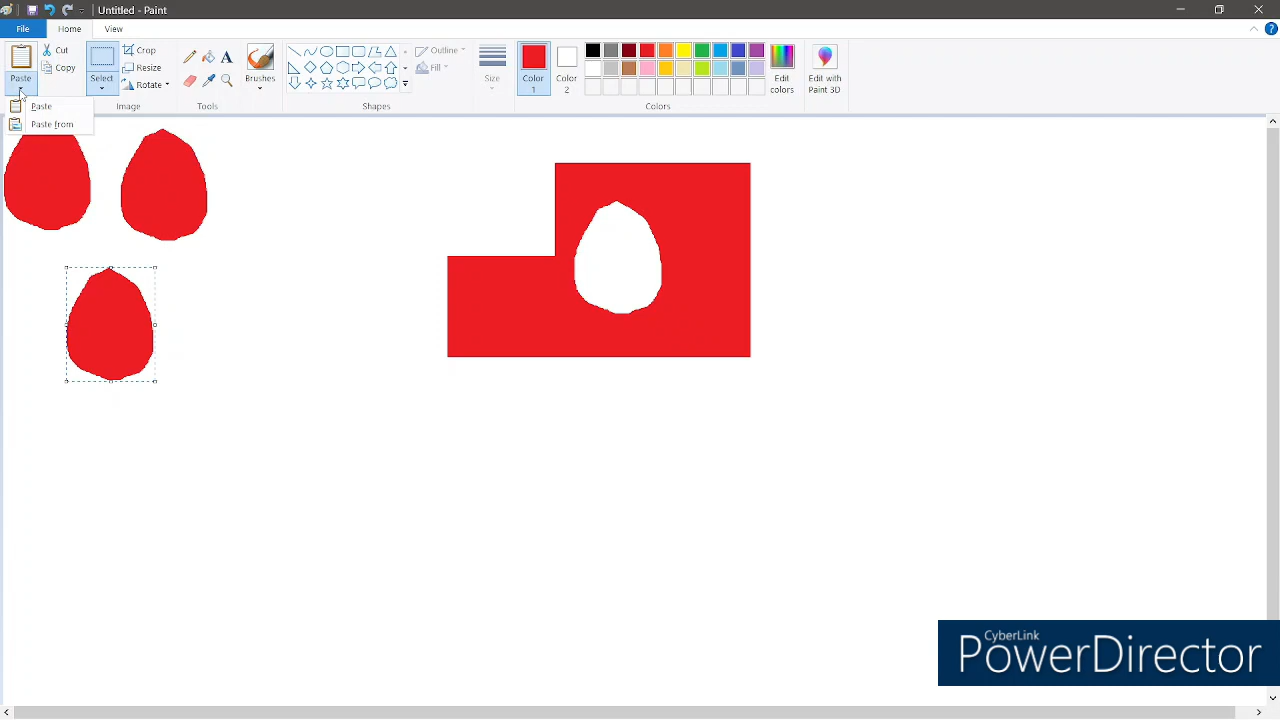 Untitled - Paint
File
Home
View
Paste
Cut
Copy
Select
Crop
Resize
Rotate
Brushes
Outline
Fill
Size
Color
1
Color
2
Edit
colors
Edit with
Paint 3D
Image
Tools
Shapes
Colors
Paste
Paste from
CyberLink
PowerDirector